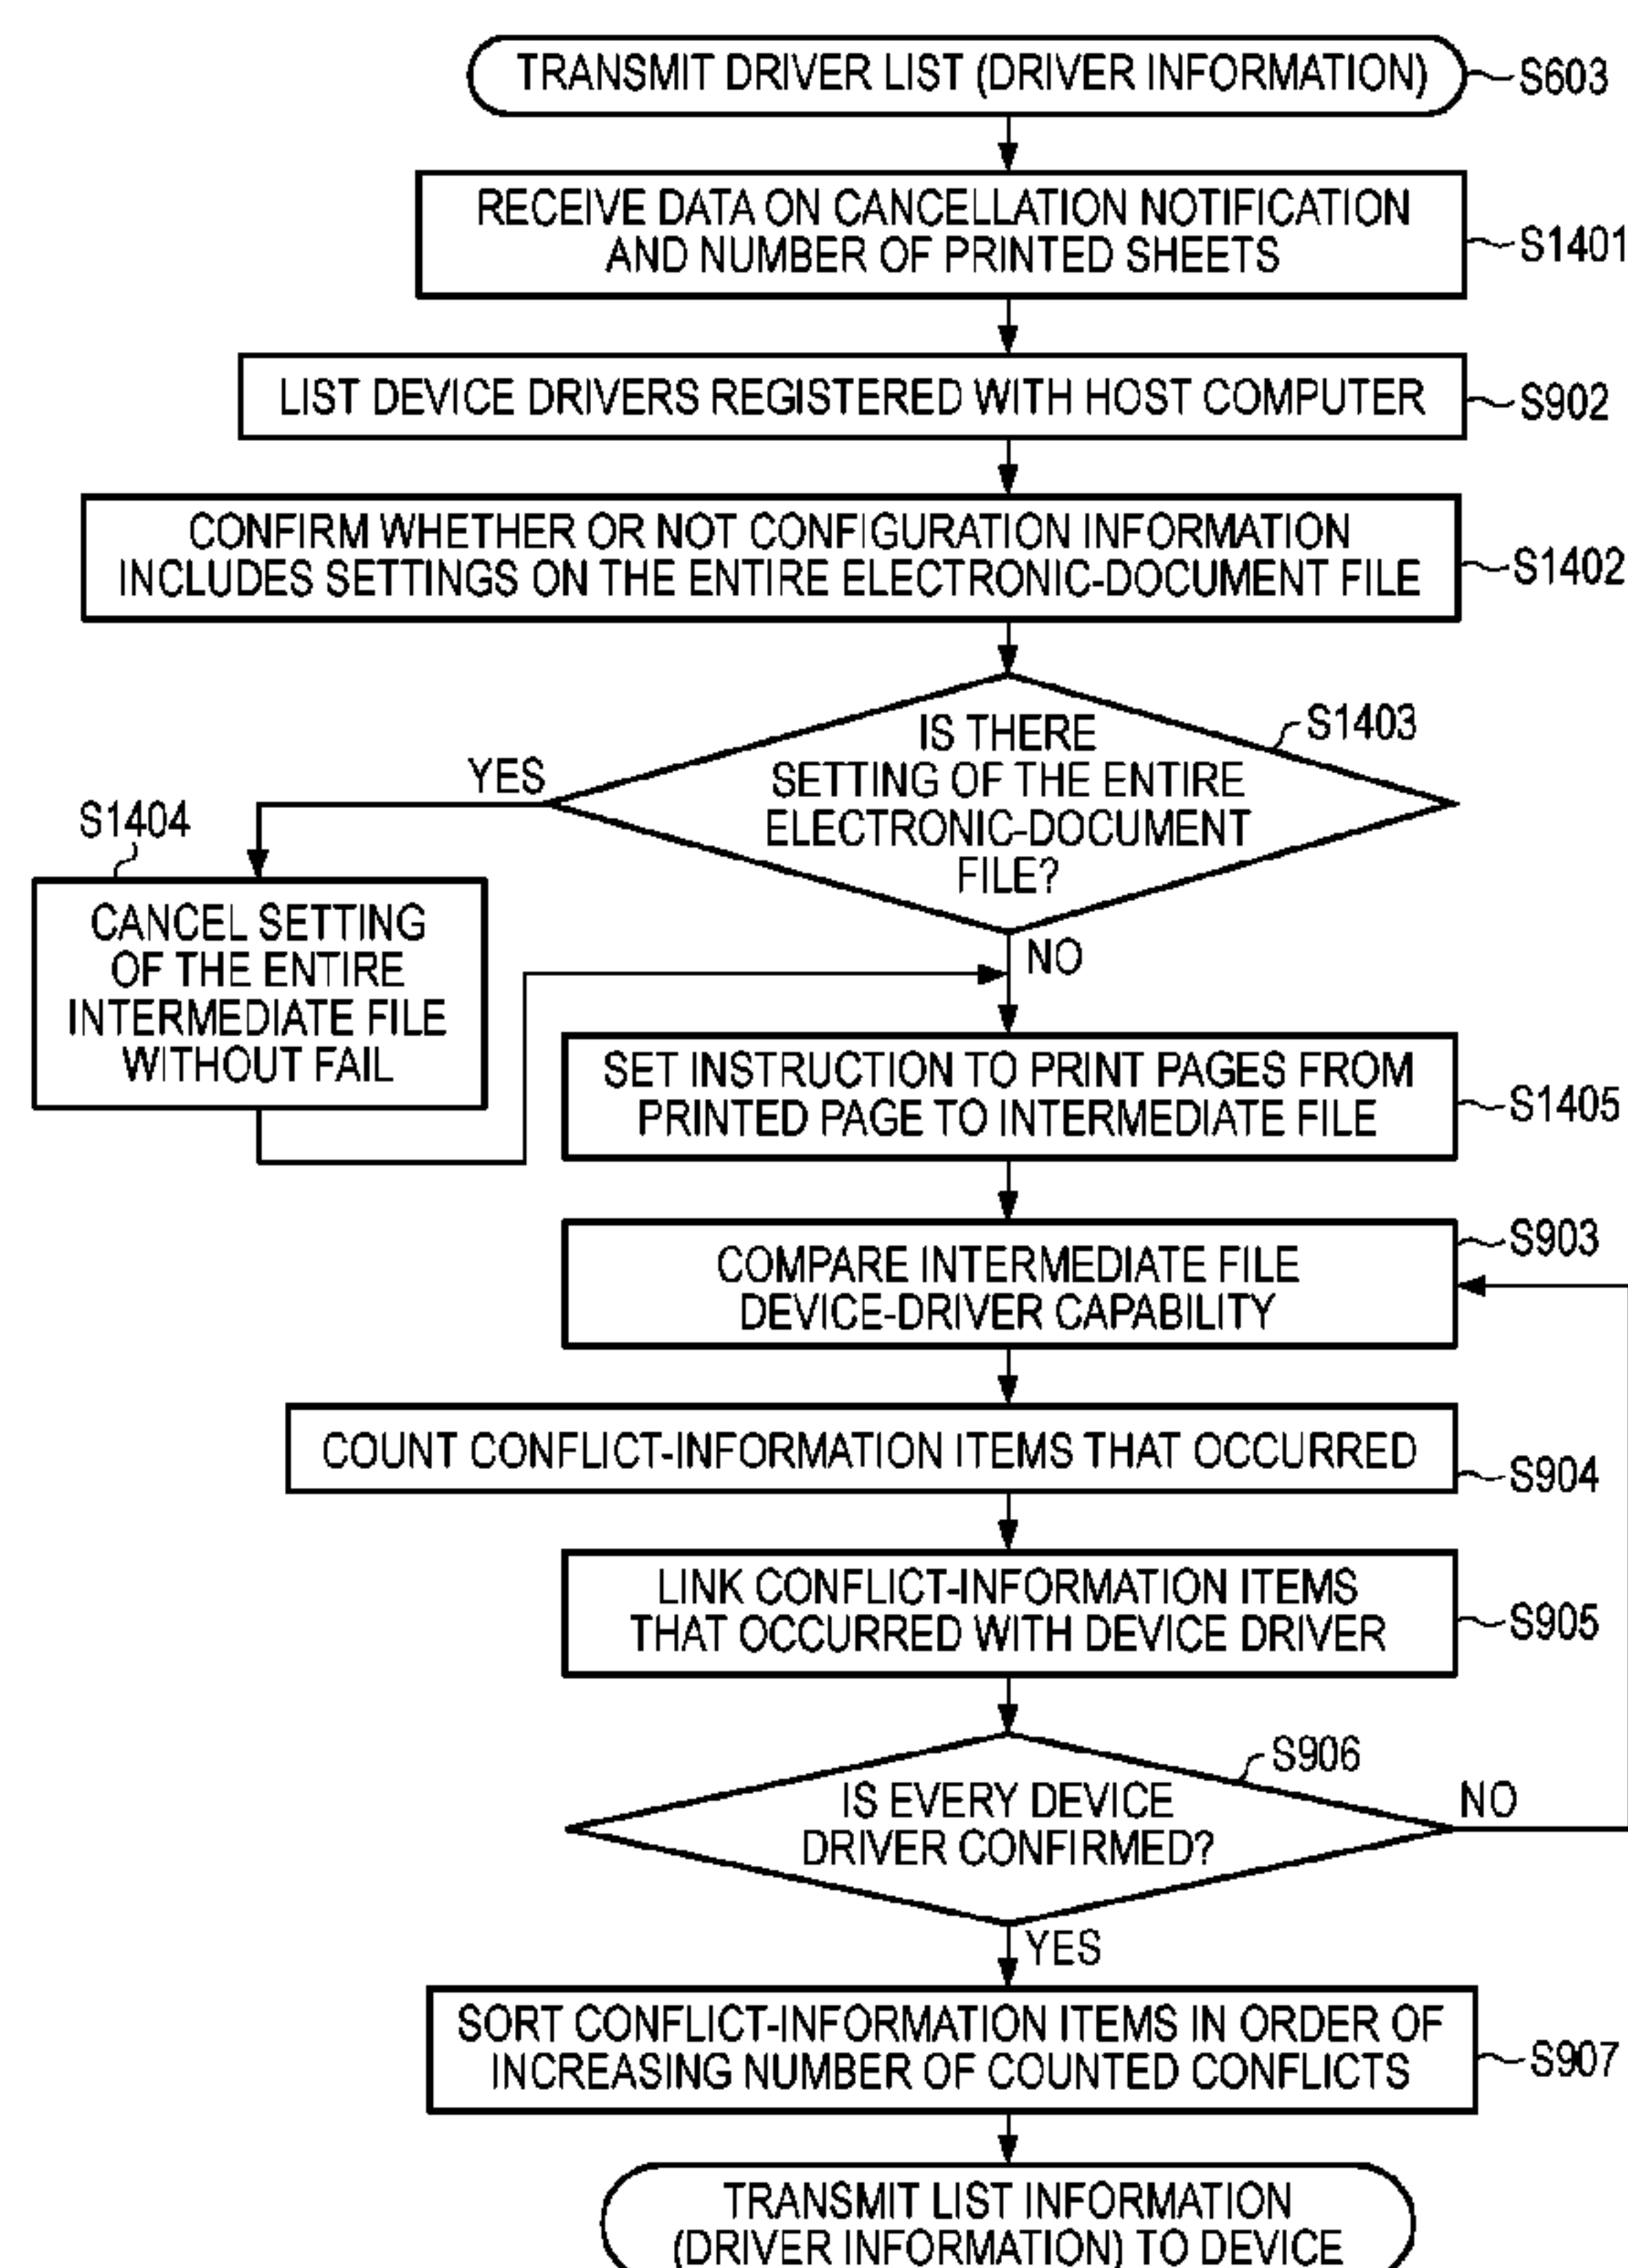 TRANSMIT DRIVER LIST (DRIVER INFORMATION)
S603
RECEIVE DATA ON CANCELLATION NOTIFICATION
AND NUMBER OF PRINTED SHEETS
S1401
LIST DEVICE DRIVERS REGISTERED WITH HOST COMPUTER
S902
CONFIRM WHETHER OR NOT CONFIGURATION INFORMATION
INCLUDES SETTINGS ON THE ENTIRE ELECTRONIC-DOCUMENT FILE
S1402
IS THERE
SETTING OF THE ENTIRE
ELECTRONIC-DOCUMENT
FILE?
S1403
YES
S1404
CANCEL SETTING
OF THE ENTIRE
INTERMEDIATE FILE
WITHOUT FAIL
NO
SET INSTRUCTION TO PRINT PAGES FROM
PRINTED PAGE TO INTERMEDIATE FILE
S1405
COMPARE INTERMEDIATE FILE
DEVICE-DRIVER CAPABILITY
S903
COUNT CONFLICT-INFORMATION ITEMS THAT OCCURRED
S904
LINK CONFLICT-INFORMATION ITEMS
THAT OCCURRED WITH DEVICE DRIVER
S905
IS EVERY DEVICE
DRIVER CONFIRMED?
S906
NO
YES
SORT CONFLICT-INFORMATION ITEMS IN ORDER OF
INCREASING NUMBER OF COUNTED CONFLICTS
S907
TRANSMIT LIST INFORMATION
(DRIVER INFORMATION) TO DEVICE